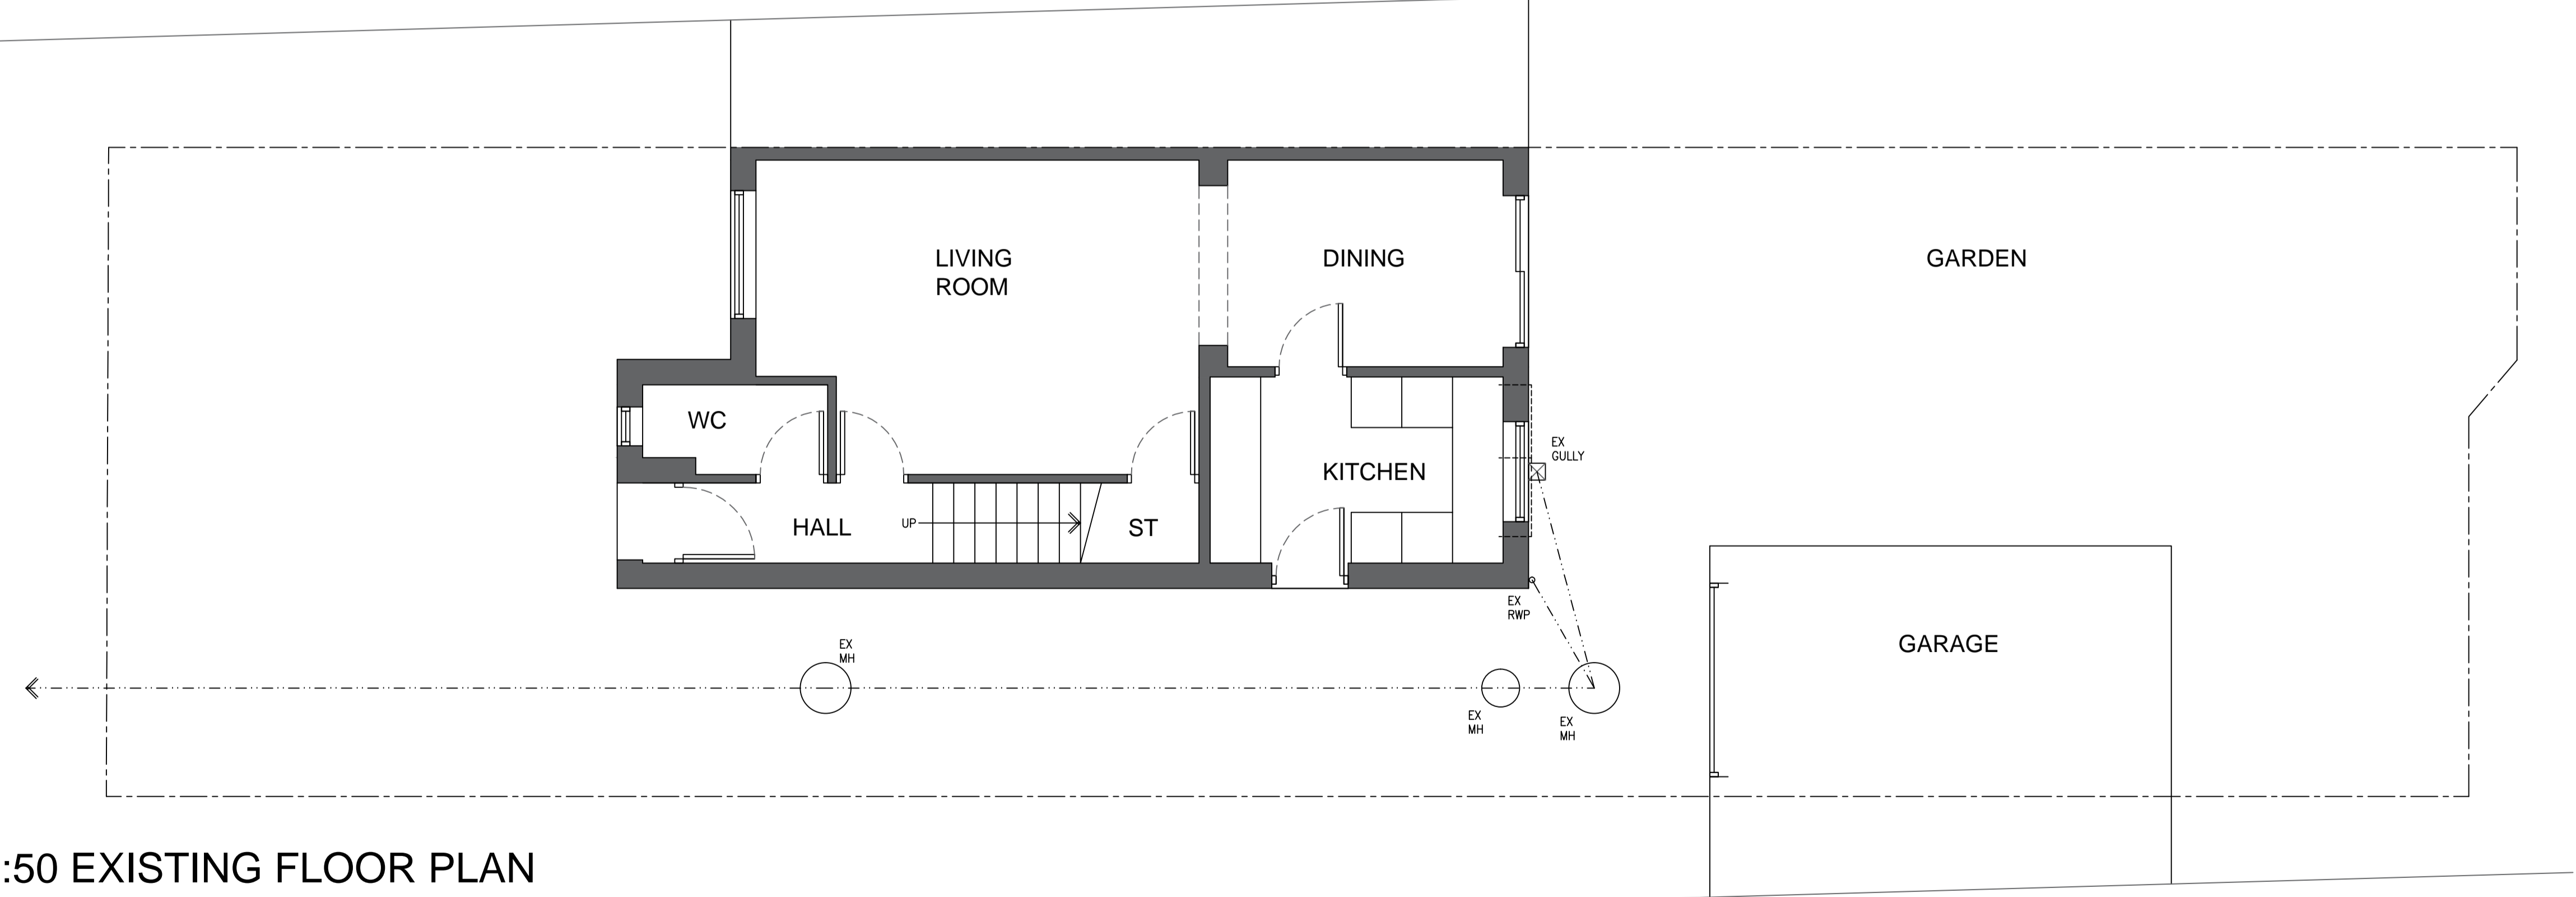 LIVING
ROOM
DINING
GARDEN
WC
EX
GULLY
KITCHEN
HALL
UP
ST
EX
RWP
EX
MH
GARAGE
EX
MH
EX
MH
:50 EXISTING FLOOR PLAN